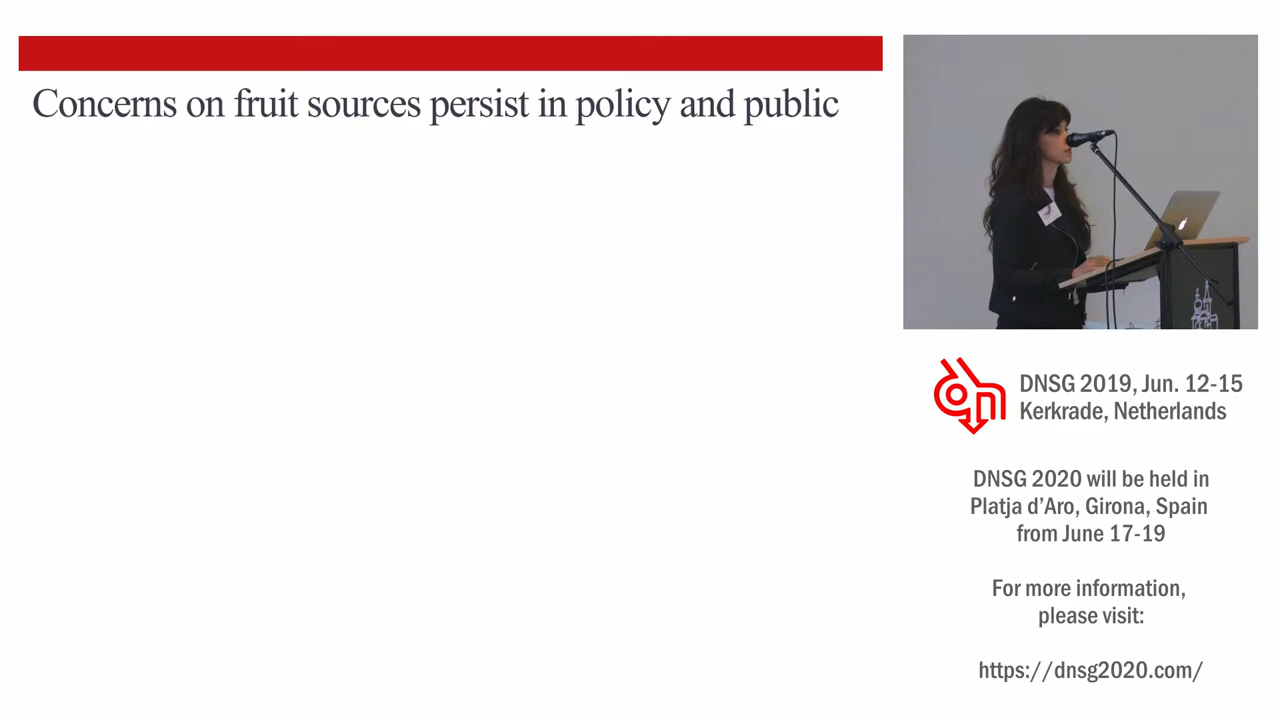 Concerns on fruit sources persist in policy and public
DNSG 2019, Jun. 12-15
Kerkrade, Netherlands
DNSG 2020 will be held in
Platja d’Aro, Girona, Spain
from June 17-19
For more information,
please visit:
https://dnsg2020.com/